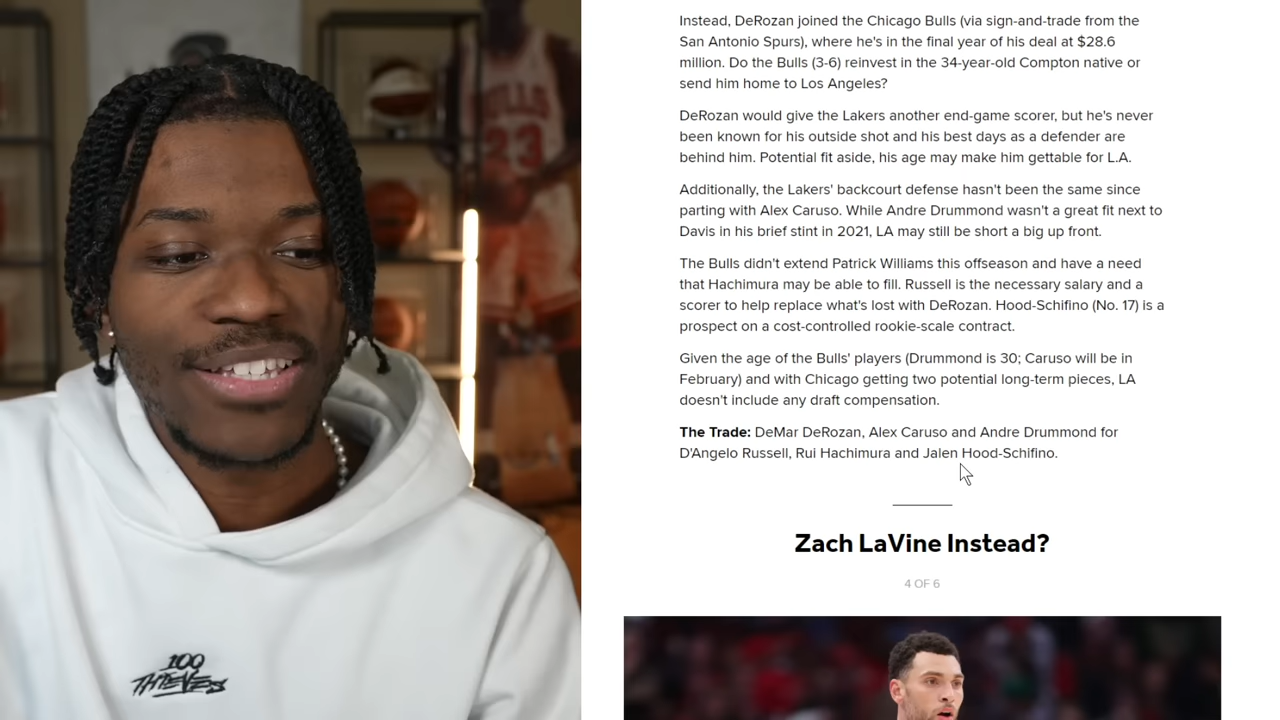 Instead, DeRozan joined the Chicago Bulls (via sign-and-trade from the
San Antonio Spurs), where he's in the final year of his deal at $28.6
million. Do the Bulls (3-6) reinvest in the 34-year-old Compton native or
send him home to Los Angeles?
DeRozan would give the Lakers another end-game scorer, but he's never
been known for his outside shot and his best days as a defender are
behind him. Potential fit aside, his age may make him gettable for L.A.
Additionally, the Lakers' backcourt defense hasn't been the same since
parting with Alex Caruso. While Andre Drummond wasn't a great fit next to
Davis in his brief stint in 2021, LA may still be short a big up front.
The Bulls didn't extend Patrick Williams this offseason and have a need
that Hachimura may be able to fill. Russell is the necessary salary and a
scorer to help replace what's lost with DeRozan. Hood-Schifino (No. 17) is a
prospect on a cost-controlled rookie-scale contract.
Given the age of the Bulls' players (Drummond is 30; Caruso will be in
February) and with Chicago getting two potential long-term pieces, LA
doesn't include any draft compensation.
The Trade: DeMar DeRozan, Alex Caruso and Andre Drummond for
D'Angelo Russell, Rui Hachimura and Jalen Hood-Schifino.
Zach LaVine Instead?
4 OF 6
BULLS
23
100
THIEVES